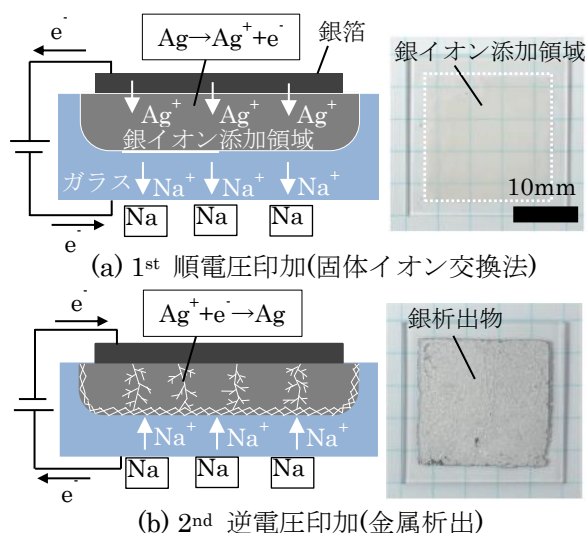 e-
Ag→Ag++e-
銀箔
Ag+ Ag+ Ag+
銀イオン添加領域
ガラス
Na+ Na+ Na+
Na Na Na
e-
銀イオン添加領域
10mm
(a) 1st 順電圧印加(固体イオン交換法)
e-
Ag++e-→Ag
Na+ Na+ Na+
Na Na Na
e-
銀析出物
(b) 2nd 逆電圧印加(金属析出)